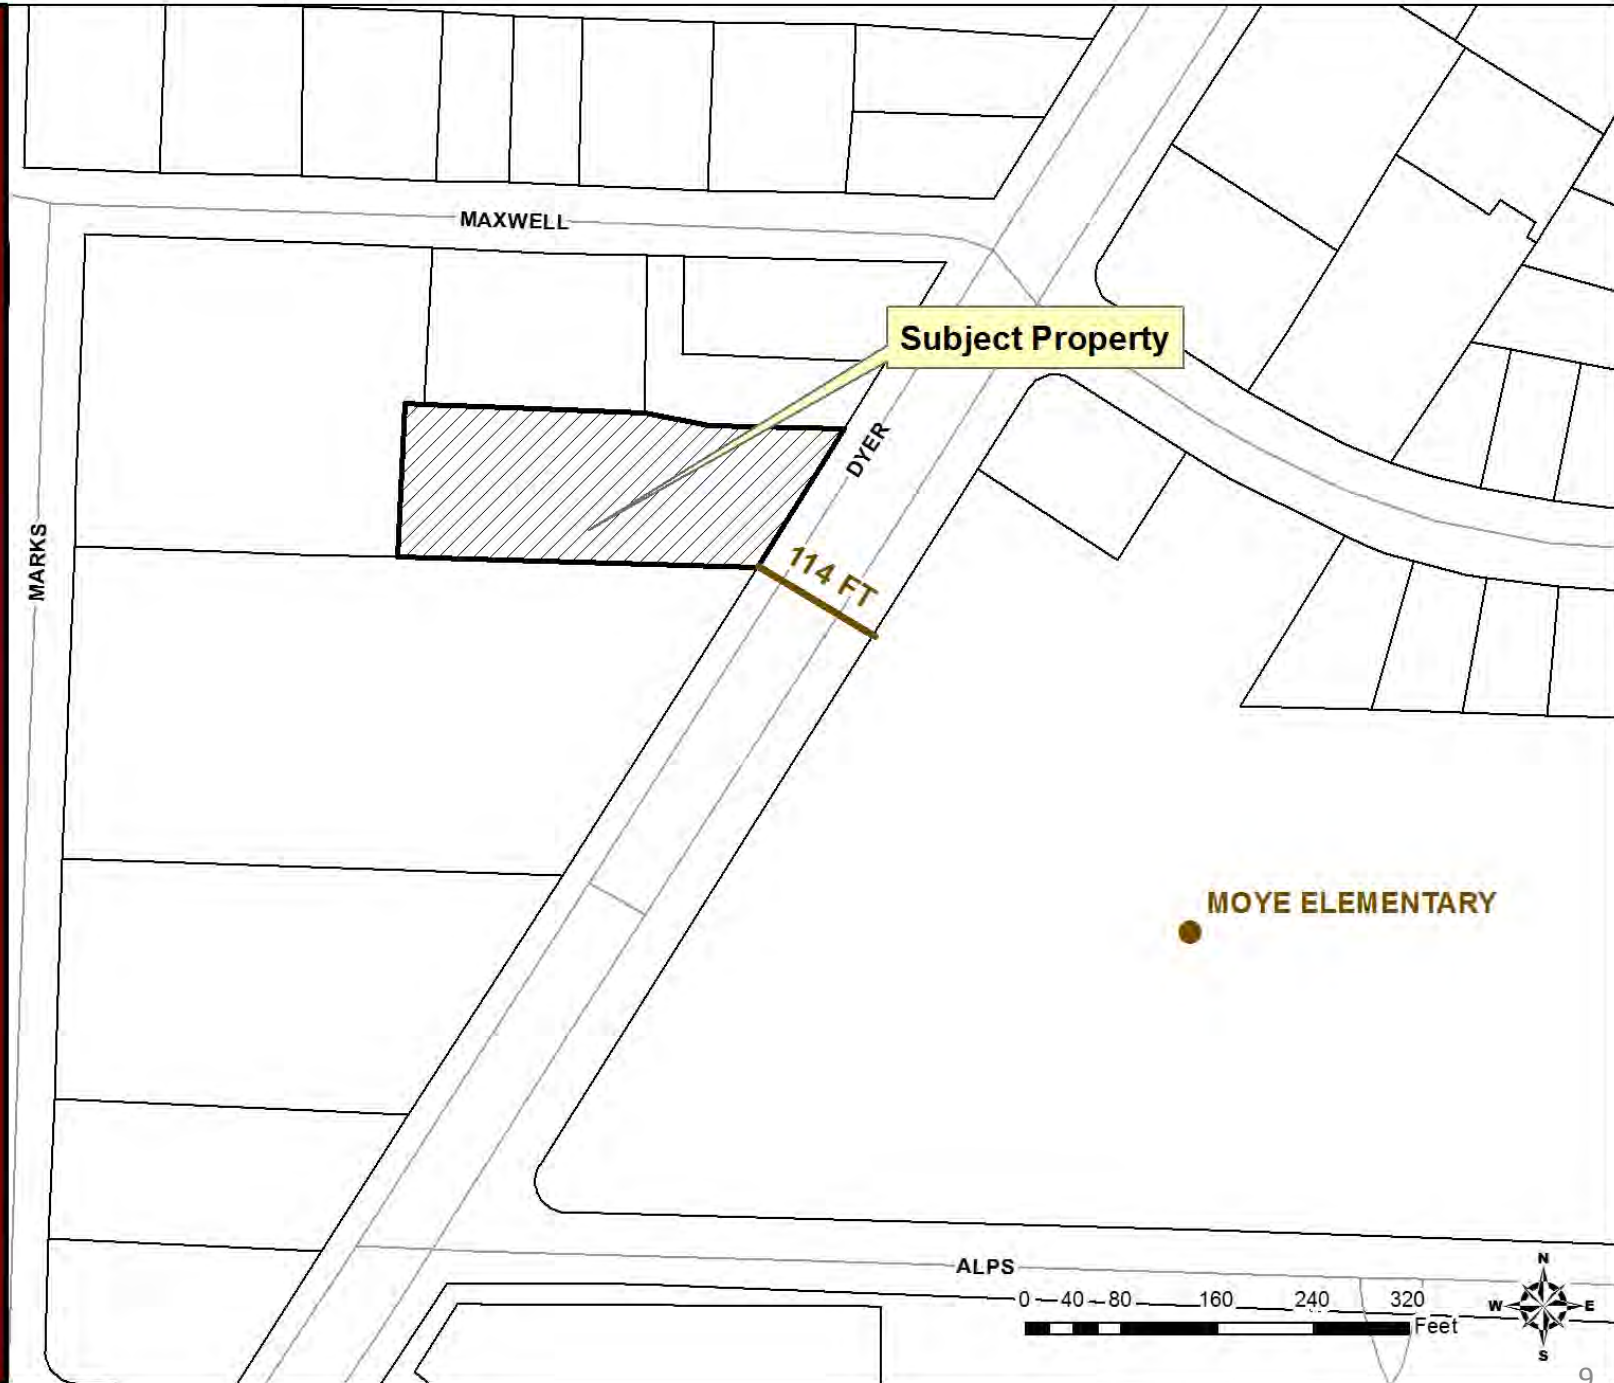 MAXWELL
Subject Property
DYER
MARKS
114 FT
MOYE ELEMENTARY
ALPS
0 40 80 160 240 320
Feet
N
W E
S
9